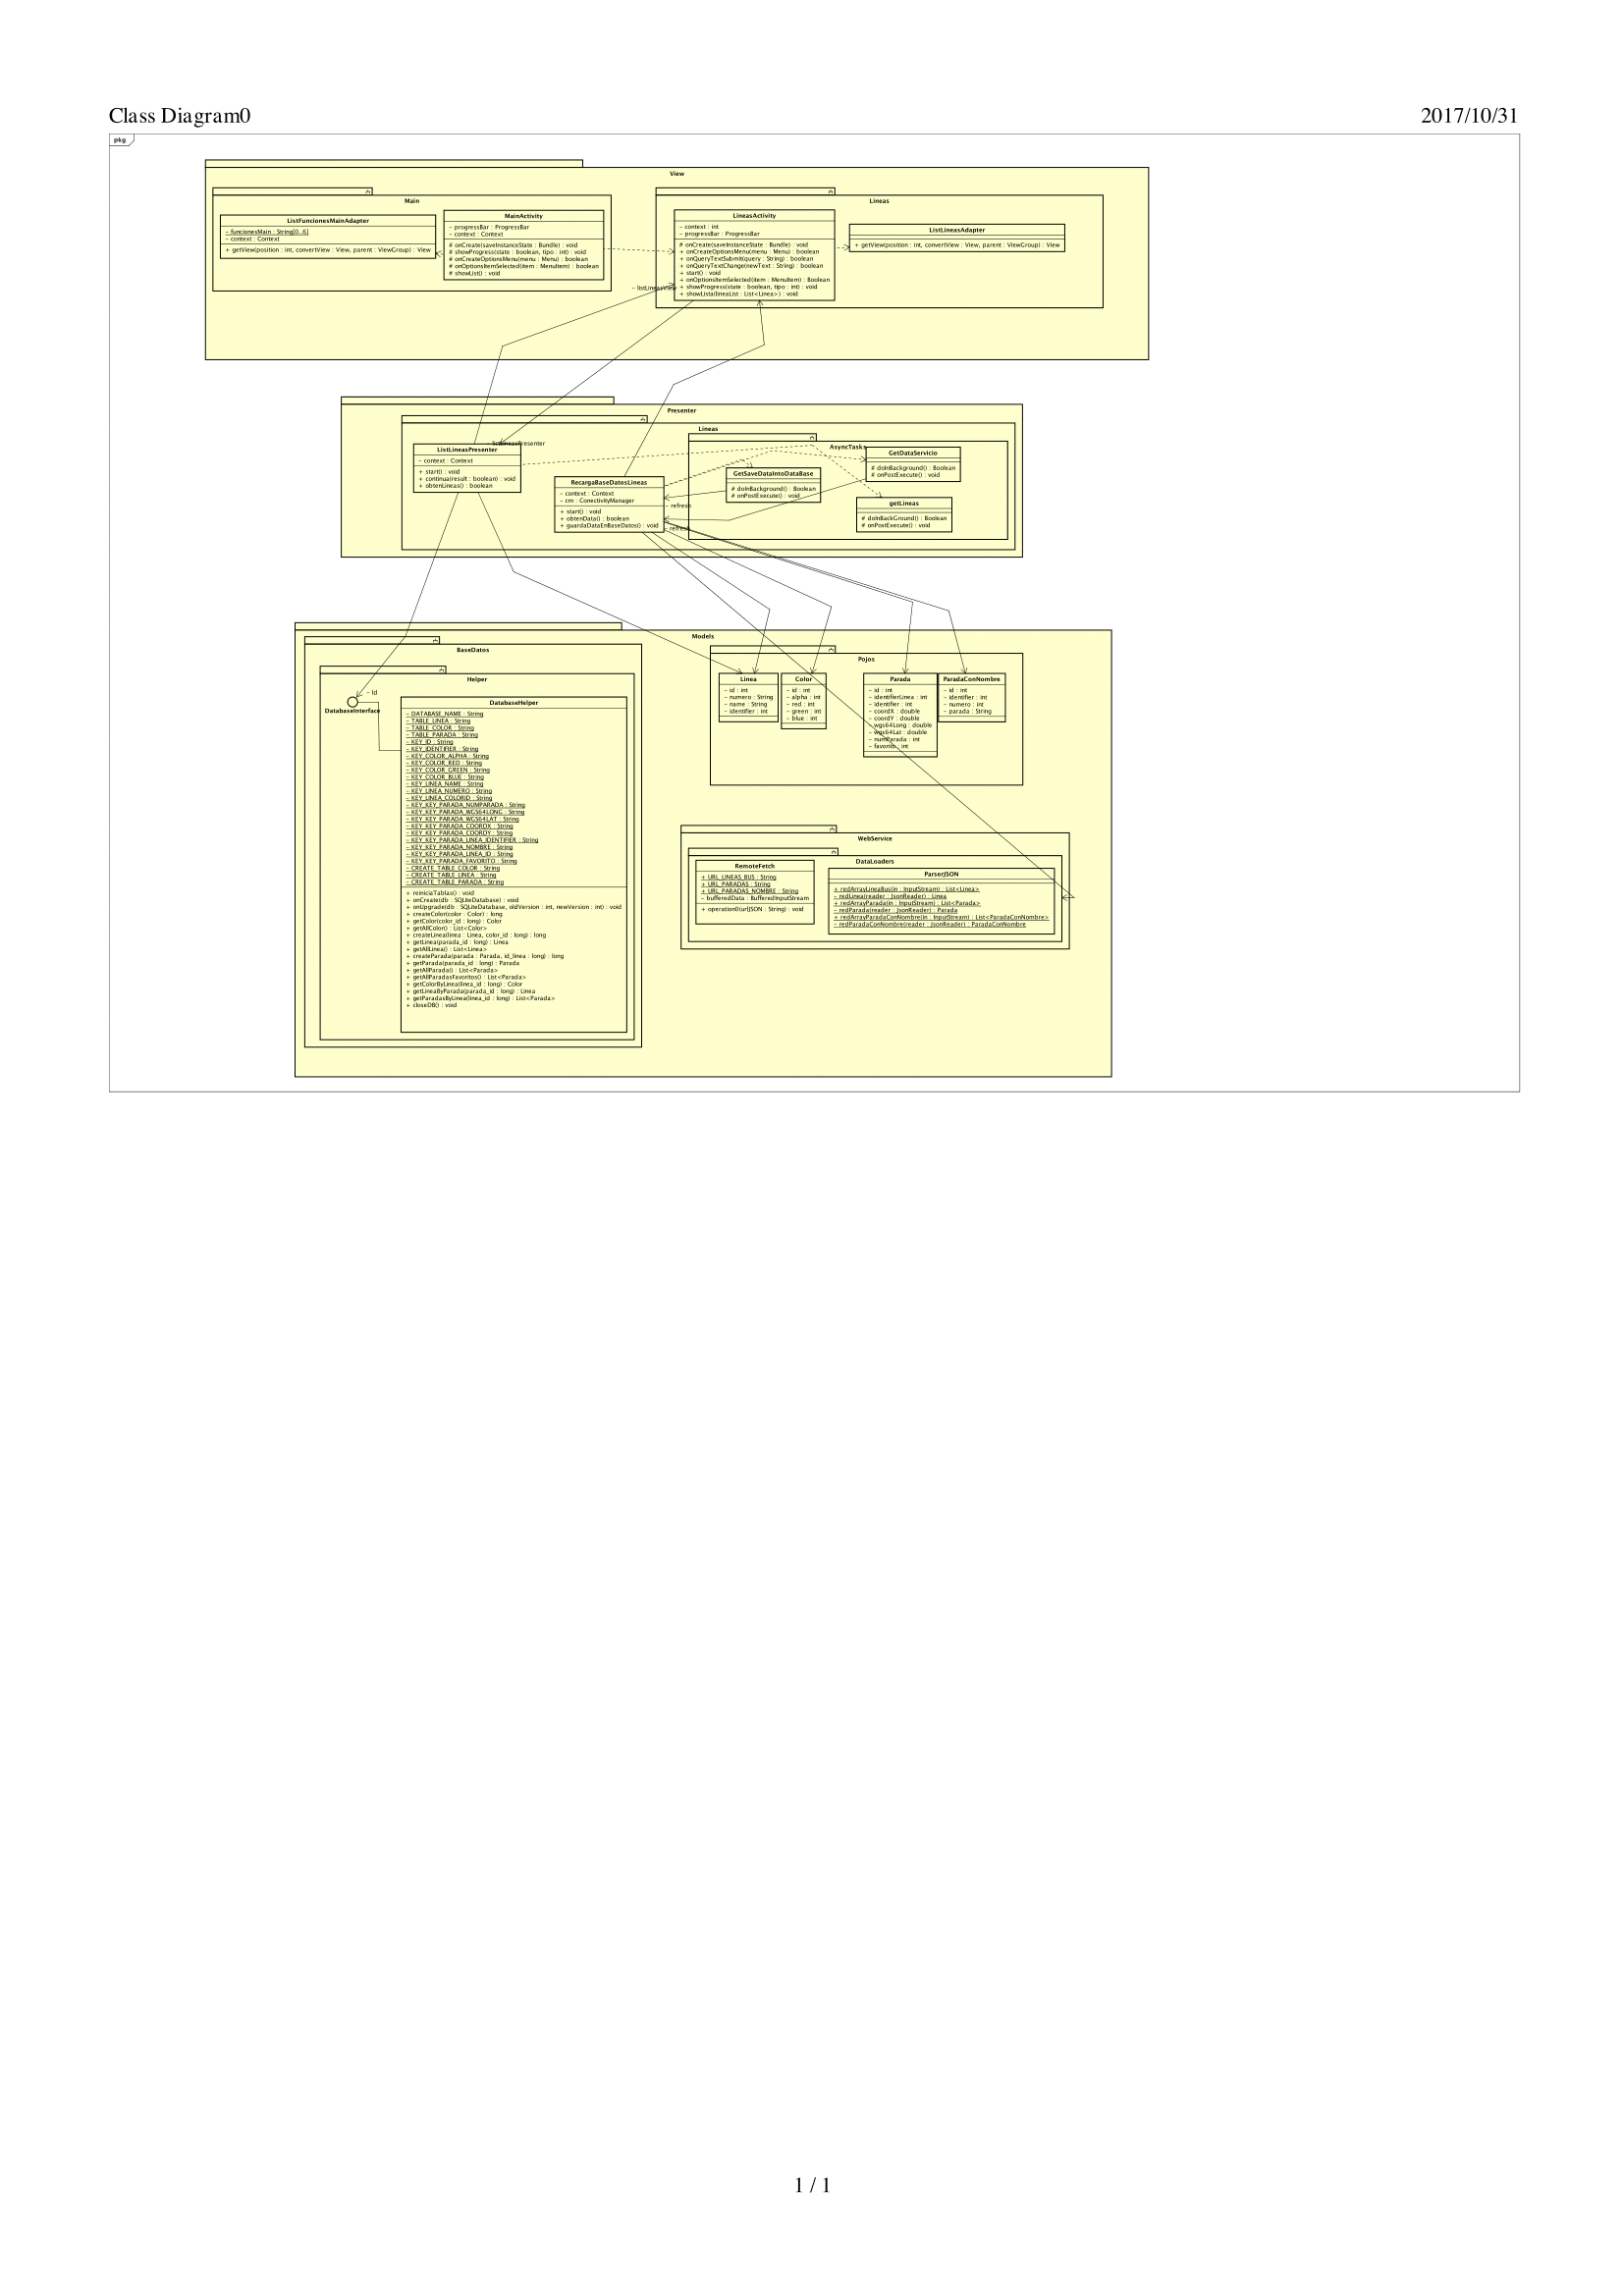 Class Diagram0
2017/10/31
pkg
View
Main
ListFuncionesMainAdapter
- funcionesMain : String[0..6]
- context : Context
+ getView(position : int, convertView : View, parent : ViewGroup) : View
MainActivity
- progressBar : ProgressBar
- context : Context
# onCreate(saveInstanceState : Bundle) : void
# showProgress(state : boolean, tipo : int) : void
# onCreateOptionsMenu(menu : Menu) : boolean
# onOptionsItemSelected(item : MenuItem) : boolean
# showList() : void
Lineas
LineasActivity
- context : int
- progressBar : ProgressBar
# onCreate(saveInstanceState : Bundle) : void
+ onCreateOptionsMenu(menu : Menu) : boolean
+ onQueryTextSubmit(query : String) : boolean
+ onQueryTextChange(newText : String) : boolean
+ start() : void
+ onOptionsItemSelected(item : MenuItem) : Boolean
+ showProgress(state : boolean, tipo : int) : void
+ showLista(lineaList : List<Linea>) : void
- listLineasView
ListLineasAdapter
+ getView(position : int, convertView : View, parent : ViewGroup) : View
Presenter
Lineas
- listLineasPresenter
ListLineasPresenter
- context : Context
+ start() : void
+ continua(result : boolean) : void
+ obtenLineas() : boolean
RecargaBaseDatosLineas
- context : Context
- cm : ConectivityManager
+ start() : void
+ obtenData() : boolean
+ guardaDataEnBaseDatos() : void
- refresh
- refresh
AsyncTasks
GetSaveDataIntoDataBase
# doInBackground() : Boolean
# onPostExecute() : void
GetDataServicio
# doInBackground() : Boolean
# onPostExecute() : void
getLineas
# doInBackGround() : Boolean
# onPostExecute() : void
Models
BaseDatos
Helper
- ld
DatabaseInterface
DatabaseHelper
- DATABASE_NAME : String
- TABLE_LINEA : String
- TABLE_COLOR : String
- TABLE_PARADA : String
- KEY_ID : String
- KEY_IDENTIFIER : String
- KEY_COLOR_ALPHA : String
- KEY_COLOR_RED : String
- KEY_COLOR_GREEN : String
- KEY_COLOR_BLUE : String
- KEY_LINEA_NAME : String
- KEY_LINEA_NUMERO : String
- KEY_LINEA_COLORID : String
- KEY_KEY_PARADA_NUMPARADA : String
- KEY_KEY_PARADA_WGS64LONG : String
- KEY_KEY_PARADA_WGS64LAT : String
- KEY_KEY_PARADA_COORDX : String
- KEY_KEY_PARADA_COORDY : String
- KEY_KEY_PARADA_LINEA_IDENTIFIER : String
- KEY_KEY_PARADA_NOMBRE : String
- KEY_KEY_PARADA_LINEA_ID : String
- KEY_KEY_PARADA_FAVORITO : String
- CREATE_TABLE_COLOR : String
- CREATE_TABLE_LINEA : String
- CREATE_TABLE_PARADA : String
+ reiniciaTablas() : void
+ onCreate(db : SQLiteDatabase) : void
+ onUpgrade(db : SQLiteDatabase, oldVersion : int, newVersion : int) : void
+ createColor(color : Color) : long
+ getColor(color_id : long) : Color
+ getAllColor() : List<Color>
+ createLinea(linea : Linea, color_id : long) : long
+ getLinea(parada_id : long) : Linea
+ getAllLinea() : List<Linea>
+ createParada(parada : Parada, id_linea : long) : long
+ getParada(parada_id : long) : Parada
+ getAllParada() : List<Parada>
+ getAllParadasFavoritos() : List<Parada>
+ getColorByLinea(linea_id : long) : Color
+ getLineaByParada(parada_id : long) : Linea
+ getParadasByLinea(linea_id : long) : List<Parada>
+ closeDB() : void
Pojos
Linea
- id : int
- numero : String
- name : String
- identifier : int
Color
- id : int
- alpha : int
- red : int
- green : int
- blue : int
Parada
- id : int
- identifierLinea : int
- identifier : int
- coordX : double
- coordY : double
- wgs64Long : double
- wgs64Lat : double
- numParada : int
- favorito : int
ParadaConNombre
- id : int
- identifier : int
- numero : int
- parada : String
WebService
DataLoaders
RemoteFetch
+ URL_LINEAS_BUS : String
+ URL_PARADAS : String
+ URL_PARADAS_NOMBRE : String
- bufferedData : BufferedInputStream
+ operation0(urlJSON : String) : void
ParserJSON
+ redArrayLineaBus(in : InputStream) : List<Linea>
- redLinea(reader : JsonReader) : Linea
+ redArrayParada(in : InputStream) : List<Parada>
- redParada(reader : JsonReader) : Parada
+ redArrayParadaConNombre(in : InputStream) : List<ParadaConNombre>
- redParadaConNombre(reader : JsonReader) : ParadaConNombre
1 / 1